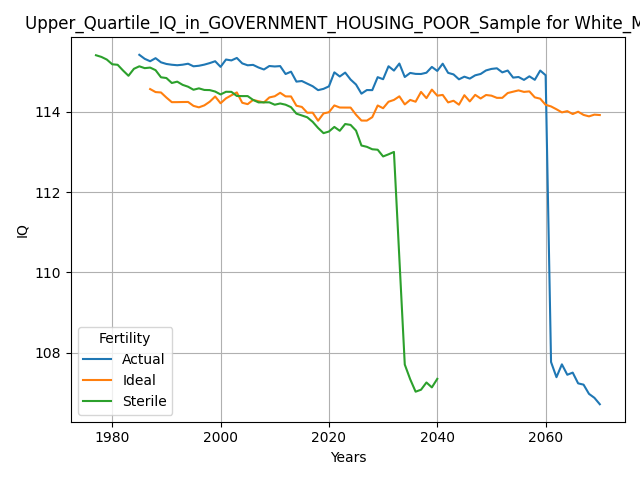 Upper_Quartile_IQ_in_GOVERNMENT_HOUSING_POOR_Sample for White_M
114
112
110
108
IQ
Fertility
Actual
Ideal
Sterile
1980
2000
2020
2040
2060
Years